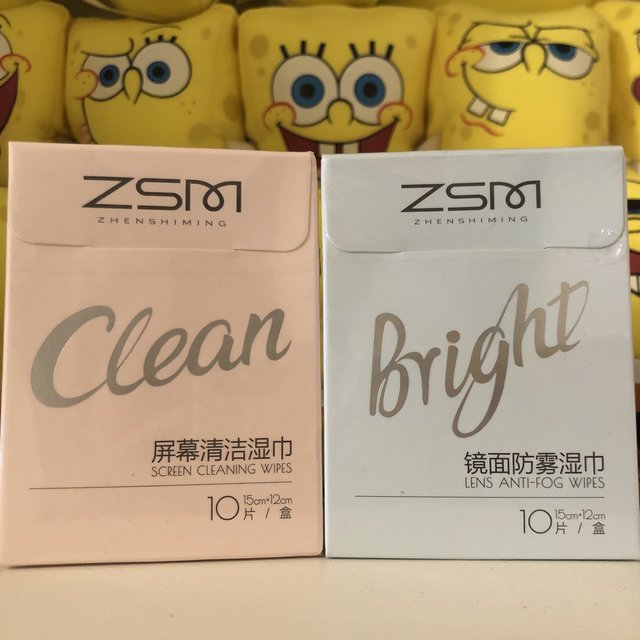 ZSM
ZHENSHIMING
Clean
屏幕清洁湿巾
SCREEN CLEANING WIPES
10 15cm*12cm
片 / 盒
ZSM
ZHENSHIMING
Bright
镜面防雾湿巾
LENS ANTI-FOG WIPES
10 15cm*12cm
片 / 盒